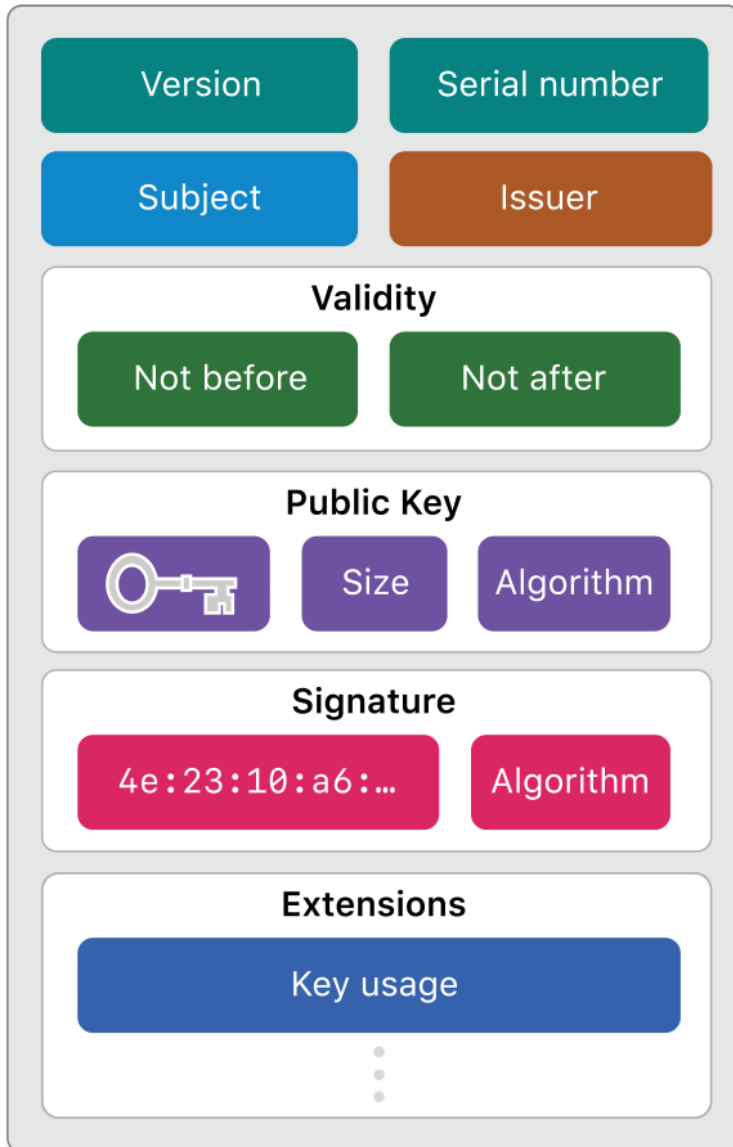 Version
Serial number
Subject
Issuer
Validity
Not before
Not after
Public Key
Size
Algorithm
Signature
4e:23:10:a6:…
Algorithm
Extensions
Key usage